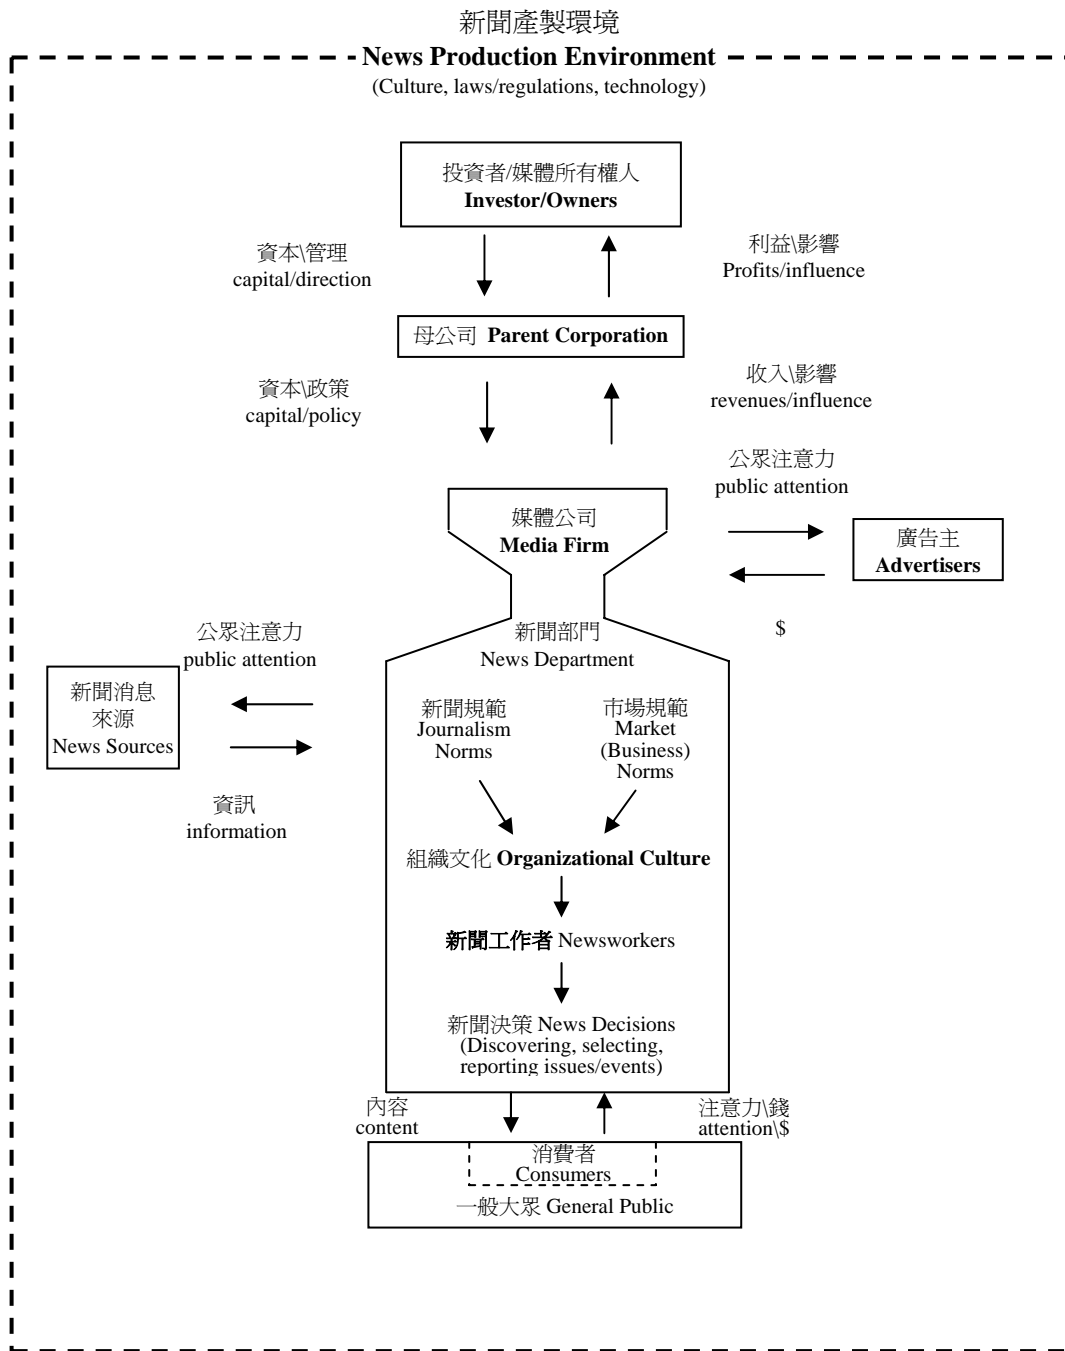 新聞產製環境
News Production Environment
(Culture, laws/regulations, technology)
投資者/媒體所有權人
Investor/Owners
資本\管理
capital/direction
利益\影響
Profits/influence
母公司 Parent Corporation
資本\政策
capital/policy
收入\影響
revenues/influence
公眾注意力
public attention
媒體公司
Media Firm
廣告主
Advertisers
$
新聞部門
News Department
公眾注意力
public attention
新聞消息
來源
News Sources
資訊
information
新聞規範
Journalism
Norms
市場規範
Market
(Business)
Norms
組織文化 Organizational Culture
新聞工作者 Newsworkers
新聞決策 News Decisions
(Discovering, selecting,
reporting issues/events)
內容
content
注意力\錢
attention\$
消費者
Consumers
一般大眾 General Public